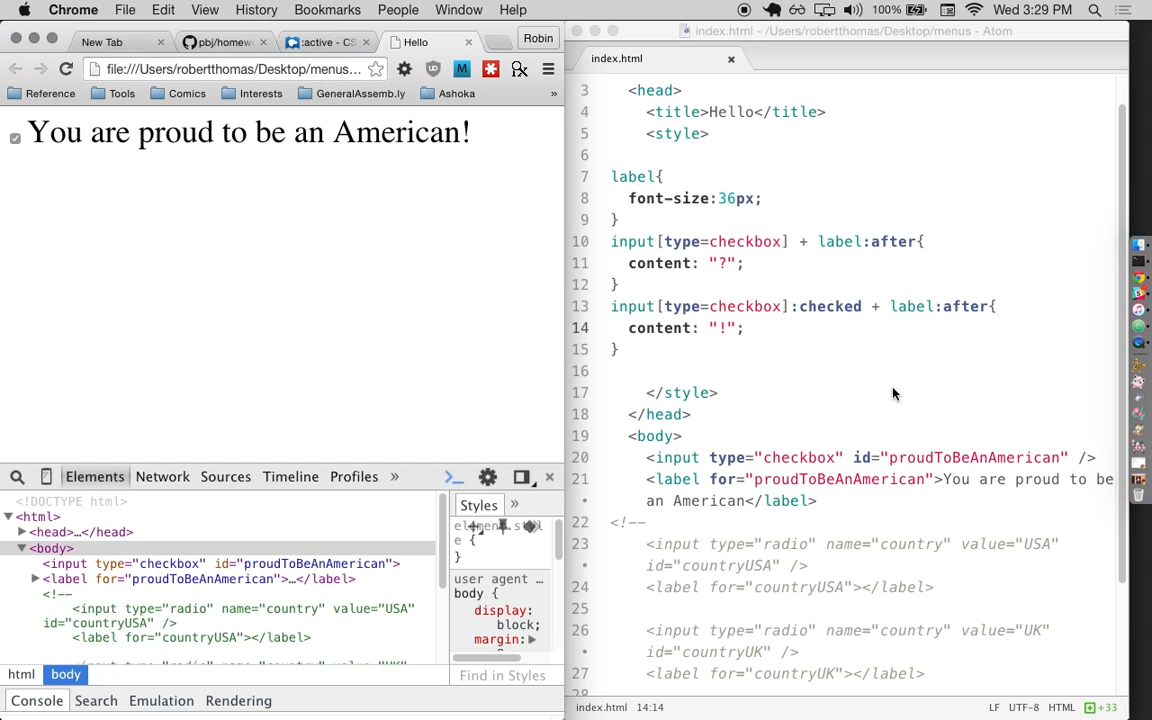 Chrome File Edit View History Bookmarks People Window Help 100% Wed 3:29 PM
New Tab pbj/homew :active - CS Hello Robin
file:///Users/robertthomas/Desktop/menus...
Reference Tools Comics Interests GeneralAssemb.ly Ashoka »
You are proud to be an American!
Elements Network Sources Timeline Profiles »
<!DOCTYPE html>
<html>
<head>…</head>
<body>
<input type="checkbox" id="proudToBeAnAmerican">
<label for="proudToBeAnAmerican">…</label>
<!--
<input type="radio" name="country" value="USA"
id="countryUSA" />
<label for="countryUSA"></label>
Styles »
e {
}
user agent …
body {
display:
block;
margin:
Find in Styles
html body
Console Search Emulation Rendering
index.html - /Users/robertthomas/Desktop/menus - Atom
index.html
3 <head>
4 <title>Hello</title>
5 <style>
6
7 label{
8 font-size:36px;
9 }
10 input[type=checkbox] + label:after{
11 content: "?";
12 }
13 input[type=checkbox]:checked + label:after{
14 content: "!";
15 }
16
17 </style>
18 </head>
19 <body>
20 <input type="checkbox" id="proudToBeAnAmerican" />
21 <label for="proudToBeAnAmerican">You are proud to be
• an American</label>
22 <!--
23 <input type="radio" name="country" value="USA"
• id="countryUSA" />
24 <label for="countryUSA"></label>
25
26 <input type="radio" name="country" value="UK"
• id="countryUK" />
27 <label for="countryUK"></label>
28
index.html 14:14 LF UTF-8 HTML +33